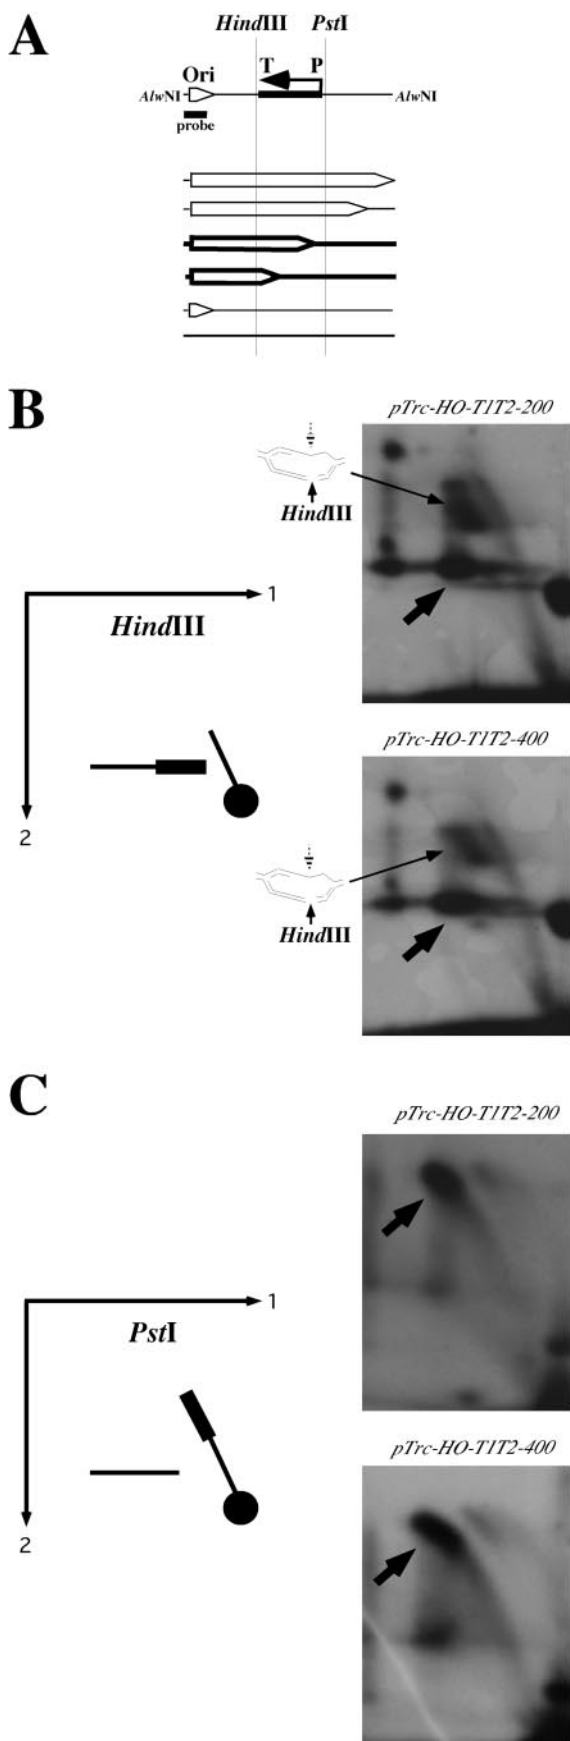 A
HindIII PstI
T P
Ori
AlwNI AlwNI
probe
B
pTrc-HO-T1T2-200
HindIII
1
HindIII
2
pTrc-HO-T1T2-400
HindIII
C
pTrc-HO-T1T2-200
1
PstI
2
pTrc-HO-T1T2-400